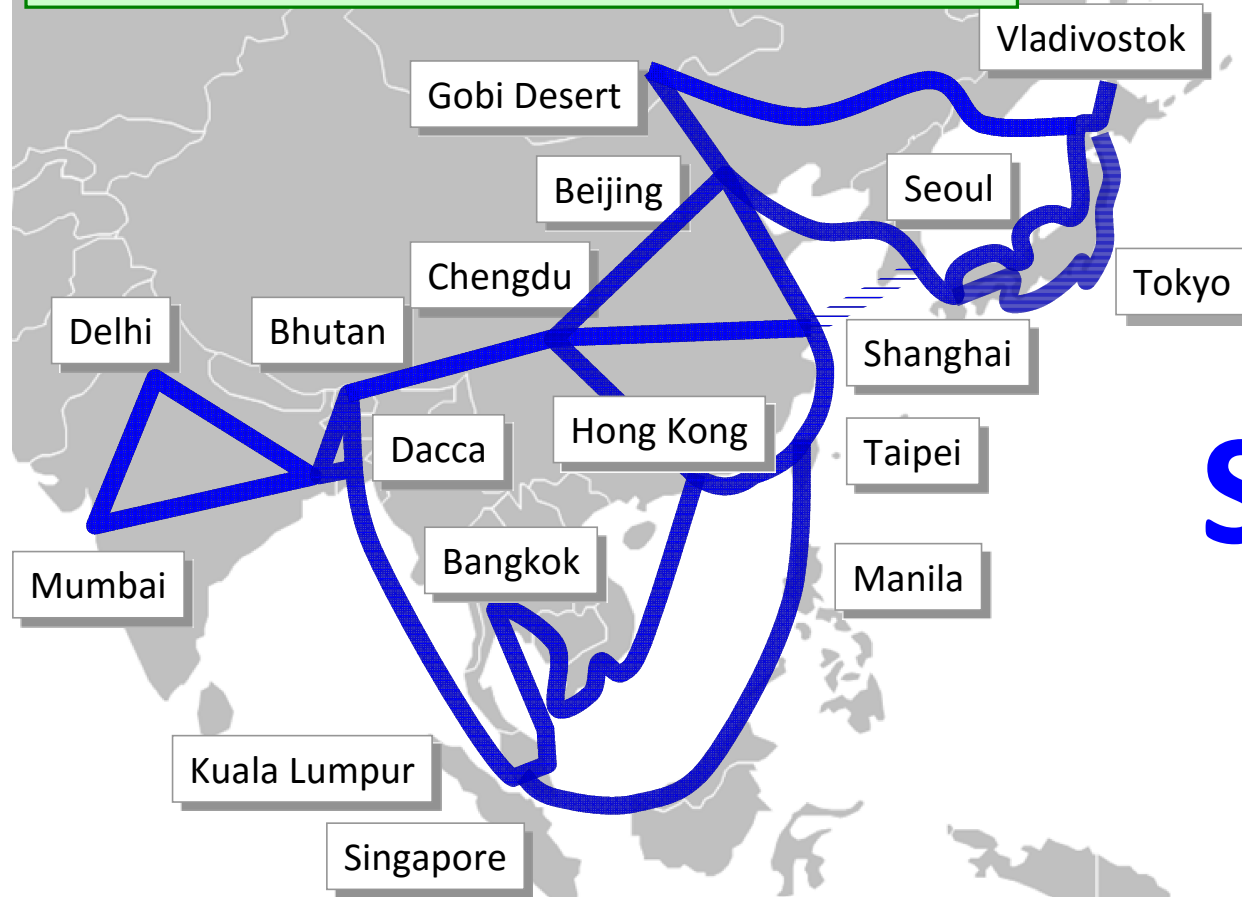 Vladivostok
Gobi Desert
Beijing
Seoul
Chengdu
Tokyo
Delhi
Bhutan
Shanghai
Hong Kong
Dacca
Taipei
Bangkok
Manila
Mumbai
Kuala Lumpur
Singapore
S